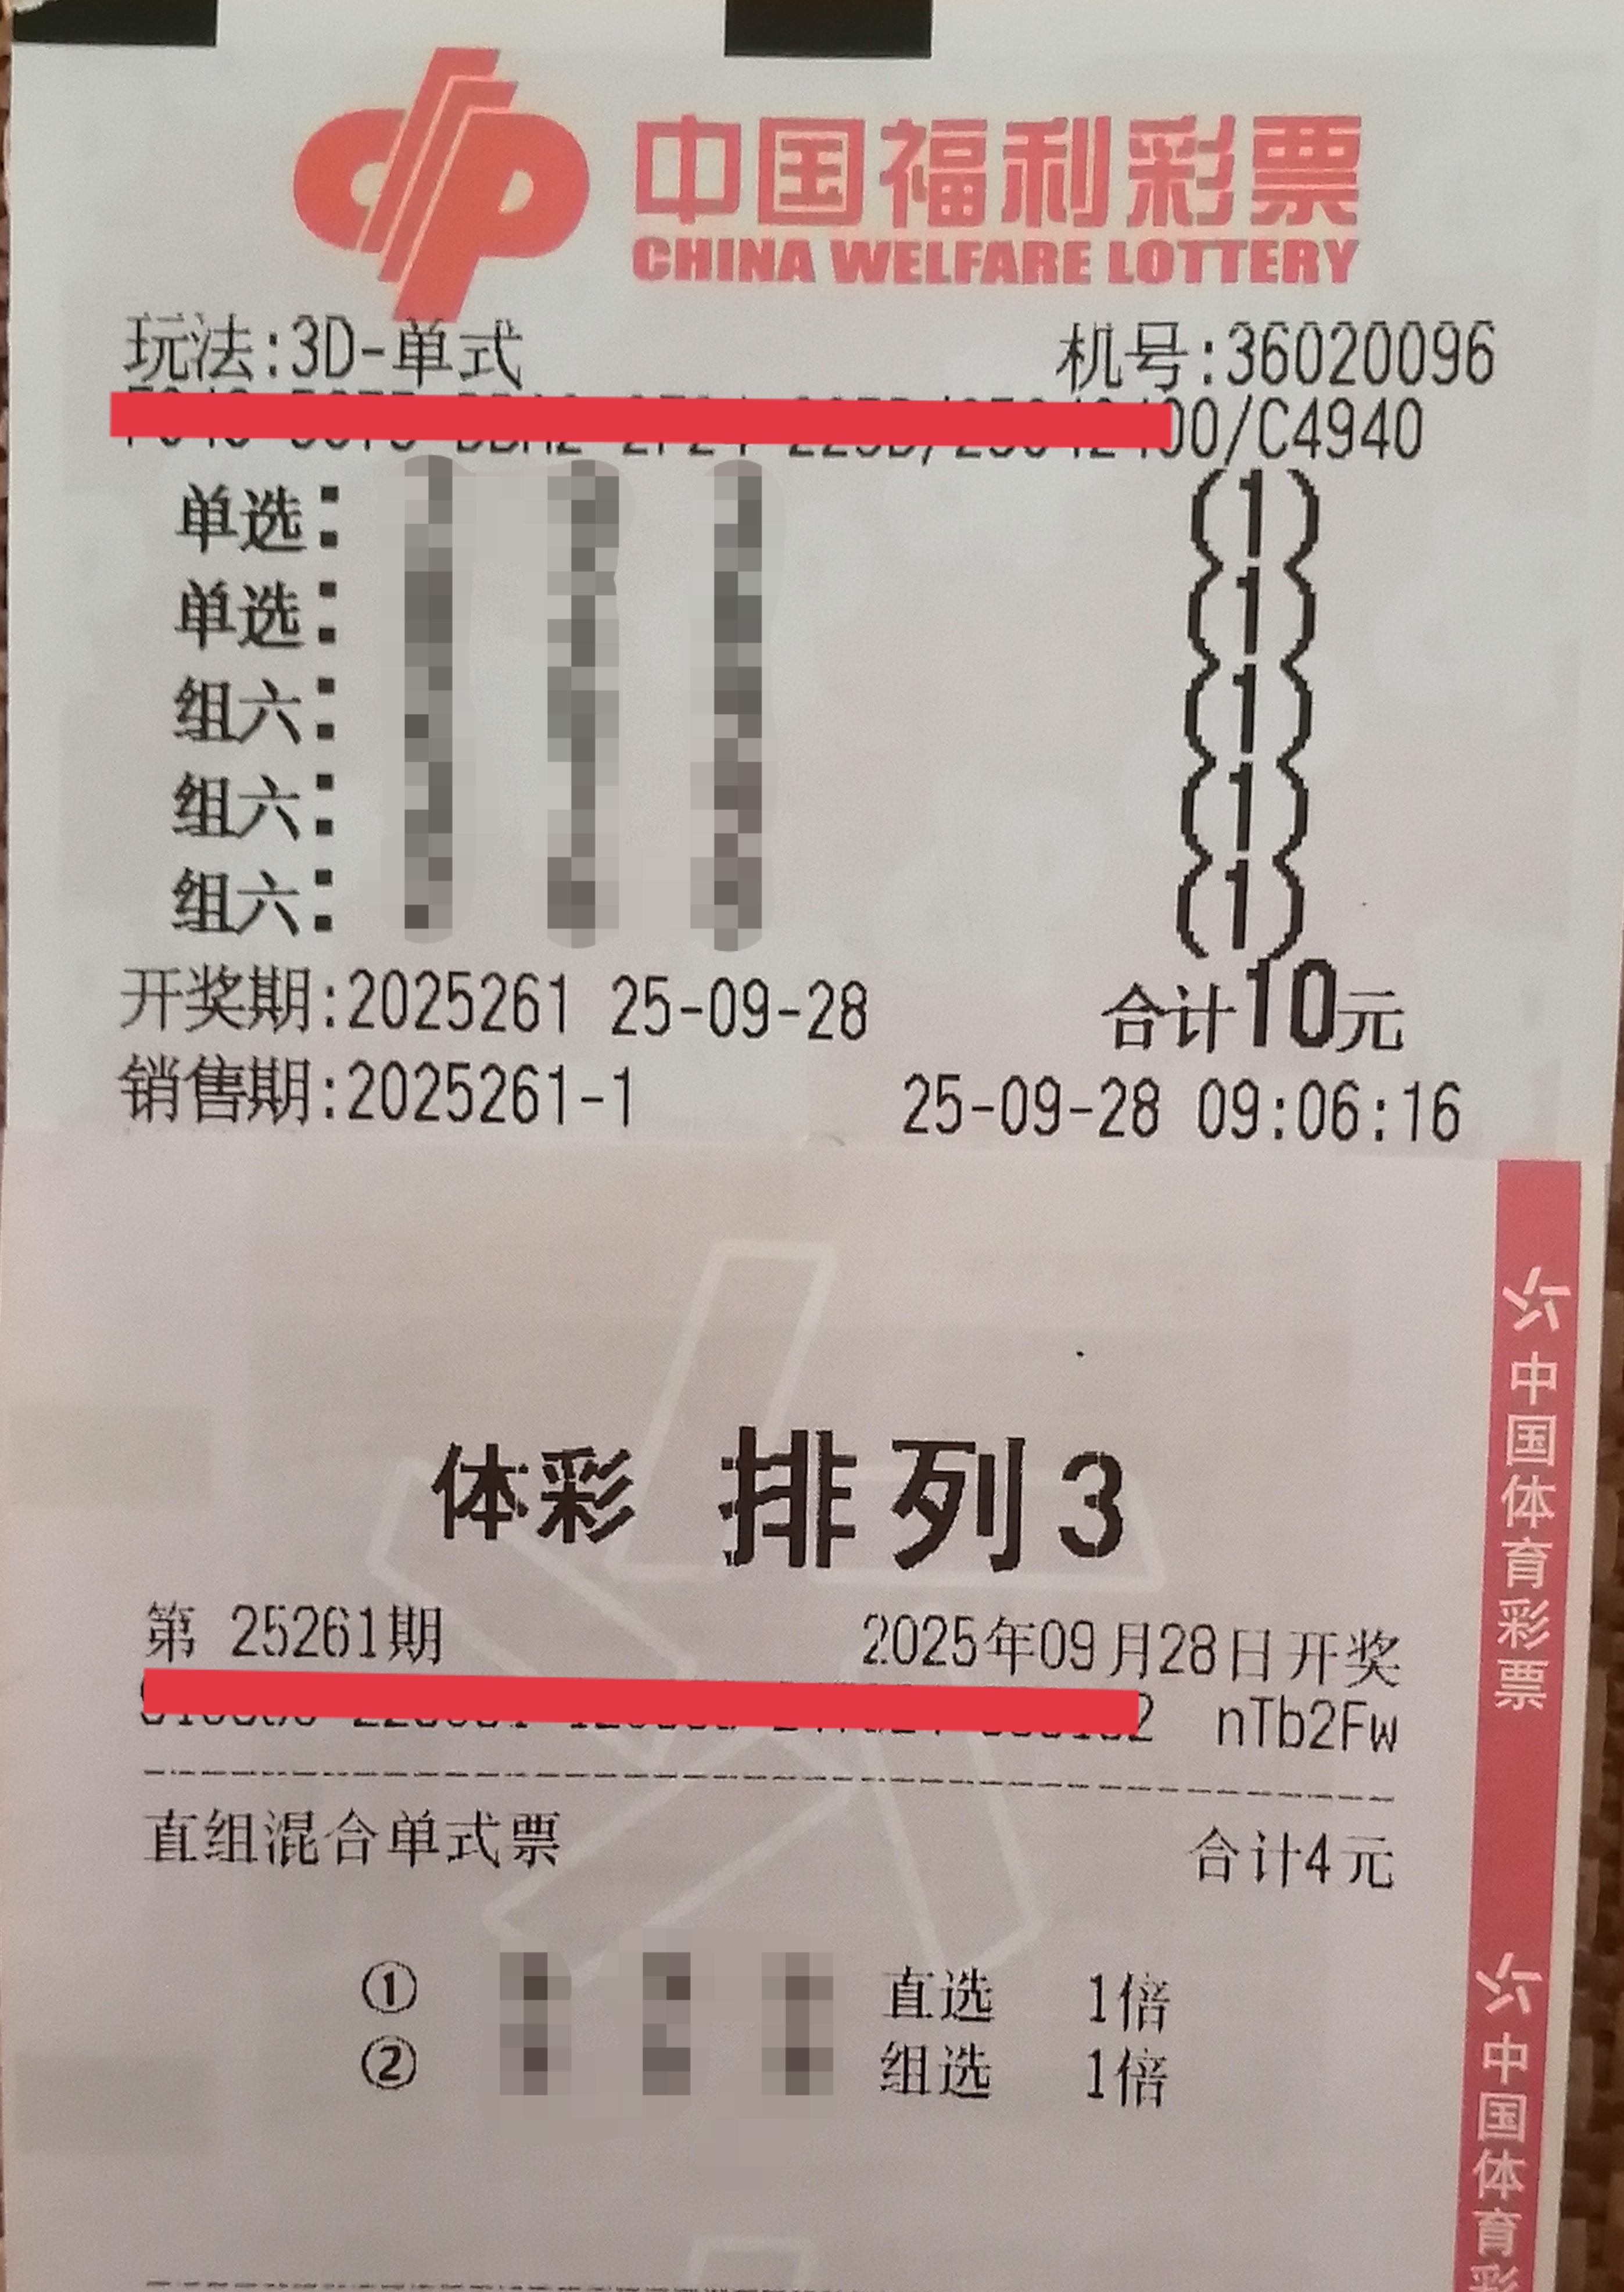 中国福利彩票
CHINA WELFARE LOTTERY
玩法:3D-单式 机号:36020096
00/C4940
单选: (1)
单选: (1)
组六: (1)
组六: (1)
组六: (1)
开奖期:2025261 25-09-28 合计10元
销售期:2025261-1 25-09-28 09:06:16
体彩 排列3
第 25261期 2025年09月28日开奖
2 nTb2Fw
直组混合单式票 合计4元
① 直选 1倍
② 组选 1倍
中国体育彩票
中国体育彩